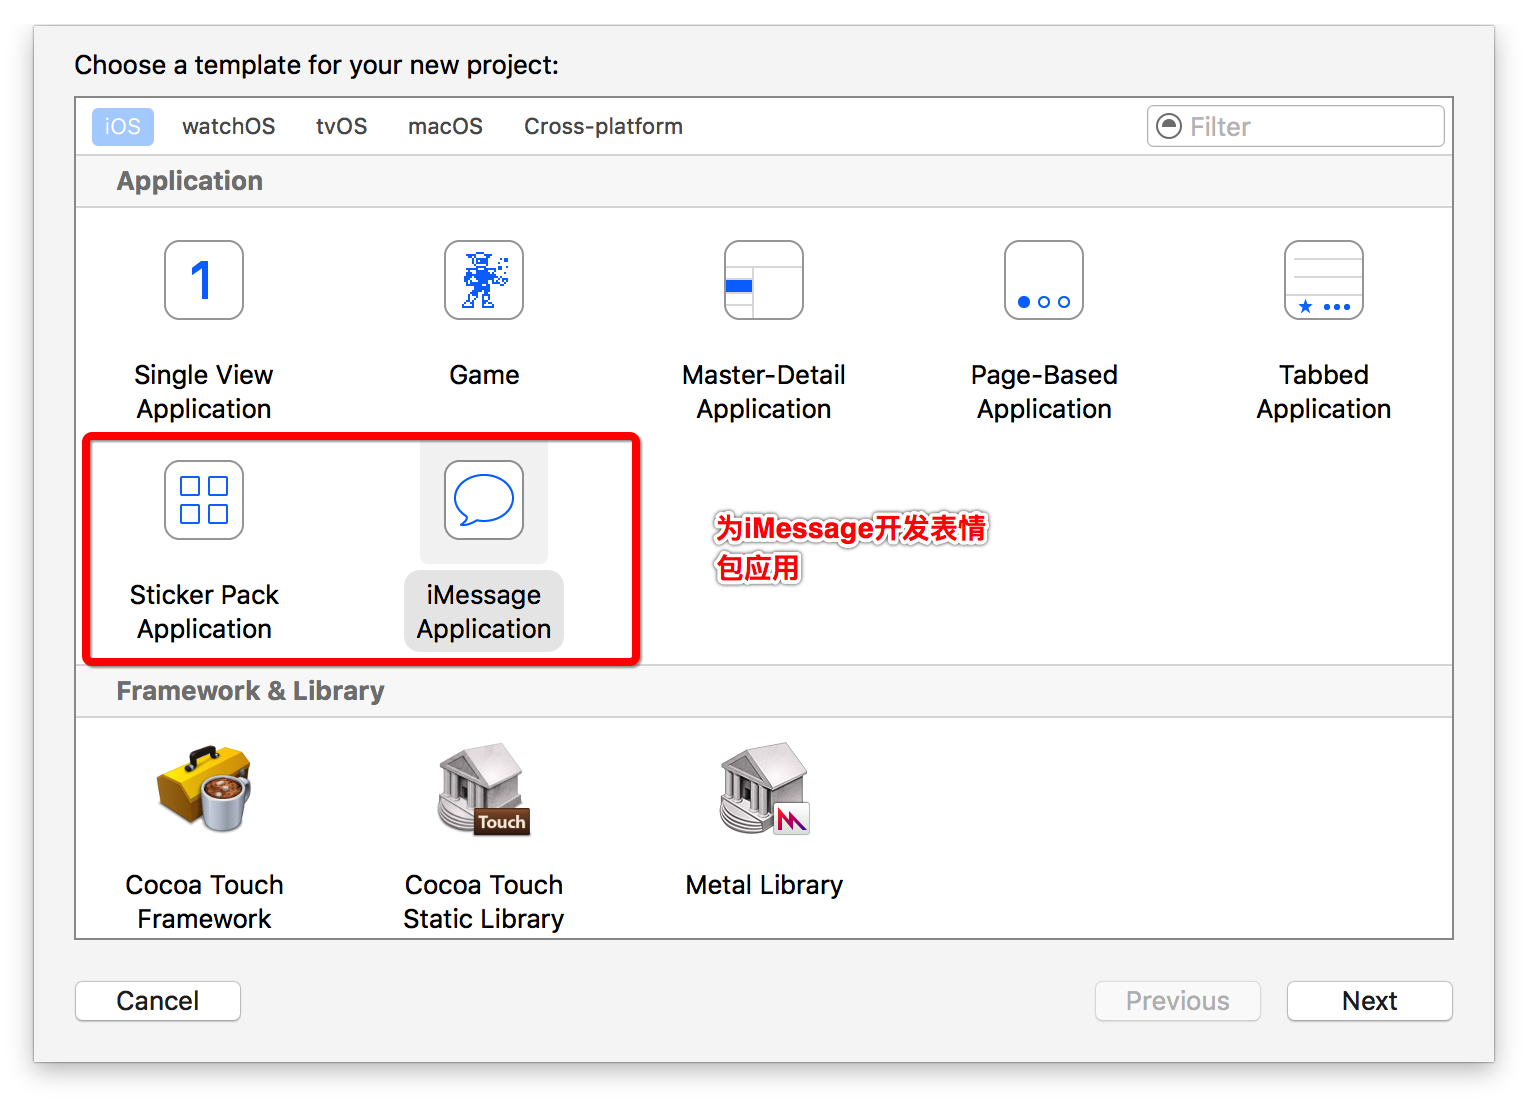 Choose a template for your new project:
iOS watchOS tvOS macOS Cross-platform Filter
Application
1
Single View Application
Game
Master-Detail Application
Page-Based Application
Tabbed Application
Sticker Pack Application
iMessage Application
为iMessage开发表情
包应用
Framework & Library
Touch
Cocoa Touch Framework
Cocoa Touch Static Library
Metal Library
Cancel Previous Next